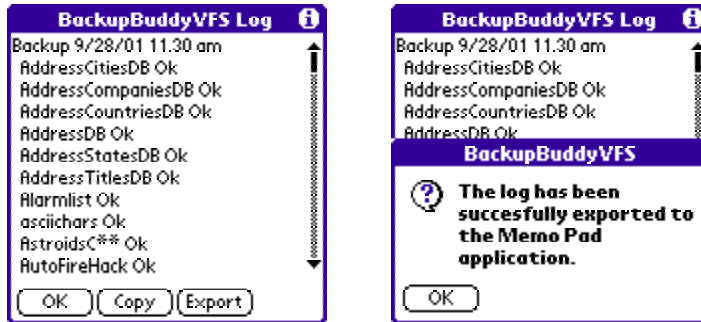 BackupBuddyVFS Log
Backup 9/28/01 11.30 am
AddressCitiesDB Ok
AddressCompaniesDB Ok
AddressCountriesDB Ok
AddressDB Ok
AddressStatesDB Ok
AddressTitlesDB Ok
Alarmlist Ok
asciichars Ok
AstroidsC** Ok
AutoFireHack Ok
OK Copy Export
BackupBuddyVFS Log
Backup 9/28/01 11.30 am
AddressCitiesDB Ok
AddressCompaniesDB Ok
AddressCountriesDB Ok
AddressDB Ok
BackupBuddyVFS
The log has been
succesfully exported to
the Memo Pad
application.
OK